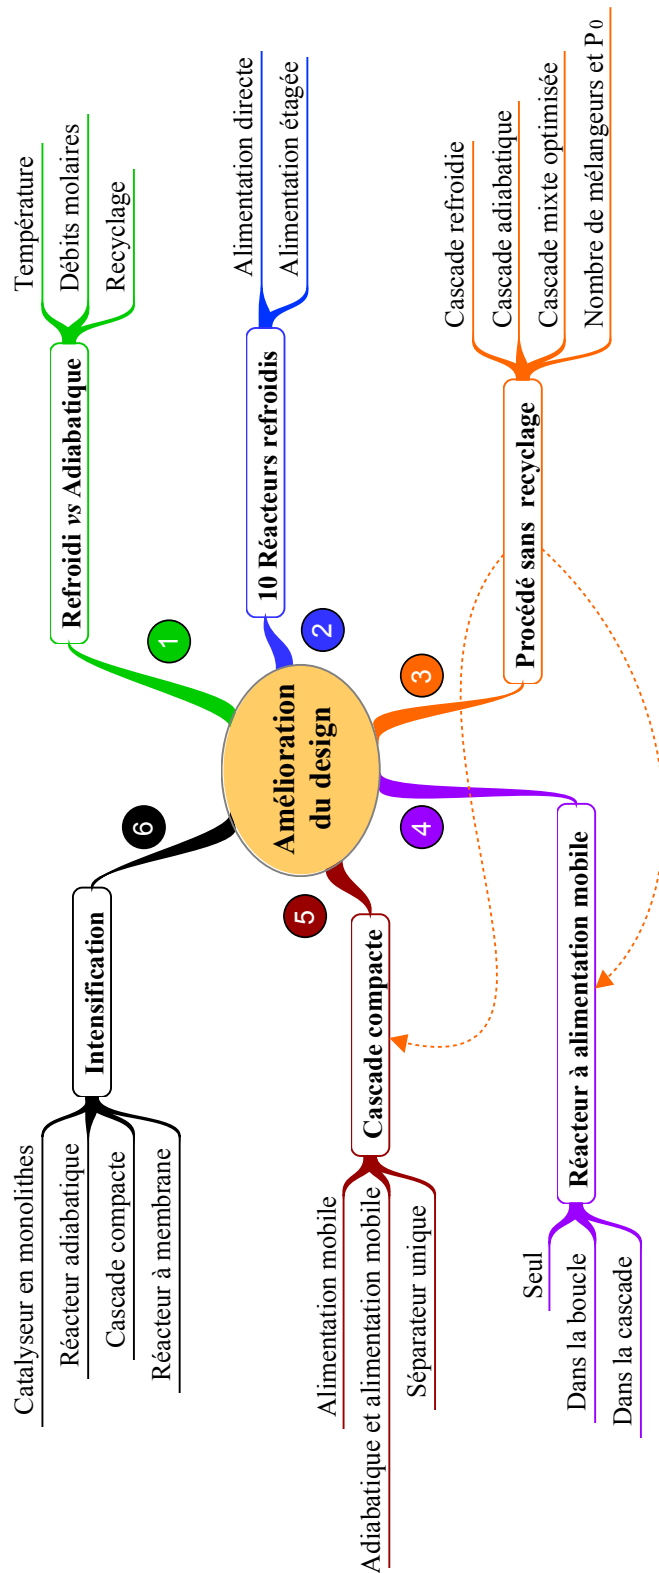 Amélioration
du design
1
Refroidi vs Adiabatique
Température
Débits molaires
Recyclage
2
10 Réacteurs refroidis
Alimentation directe
Alimentation étagée
3
Procédé sans recyclage
Cascade refroidie
Cascade adiabatique
Cascade mixte optimisée
Nombre de mélangeurs et P0
4
Réacteur à alimentation mobile
Seul
Dans la boucle
Dans la cascade
5
Cascade compacte
Alimentation mobile
Adiabatique et alimentation mobile
Séparateur unique
6
Intensification
Catalyseur en monolithes
Réacteur adiabatique
Cascade compacte
Réacteur à membrane